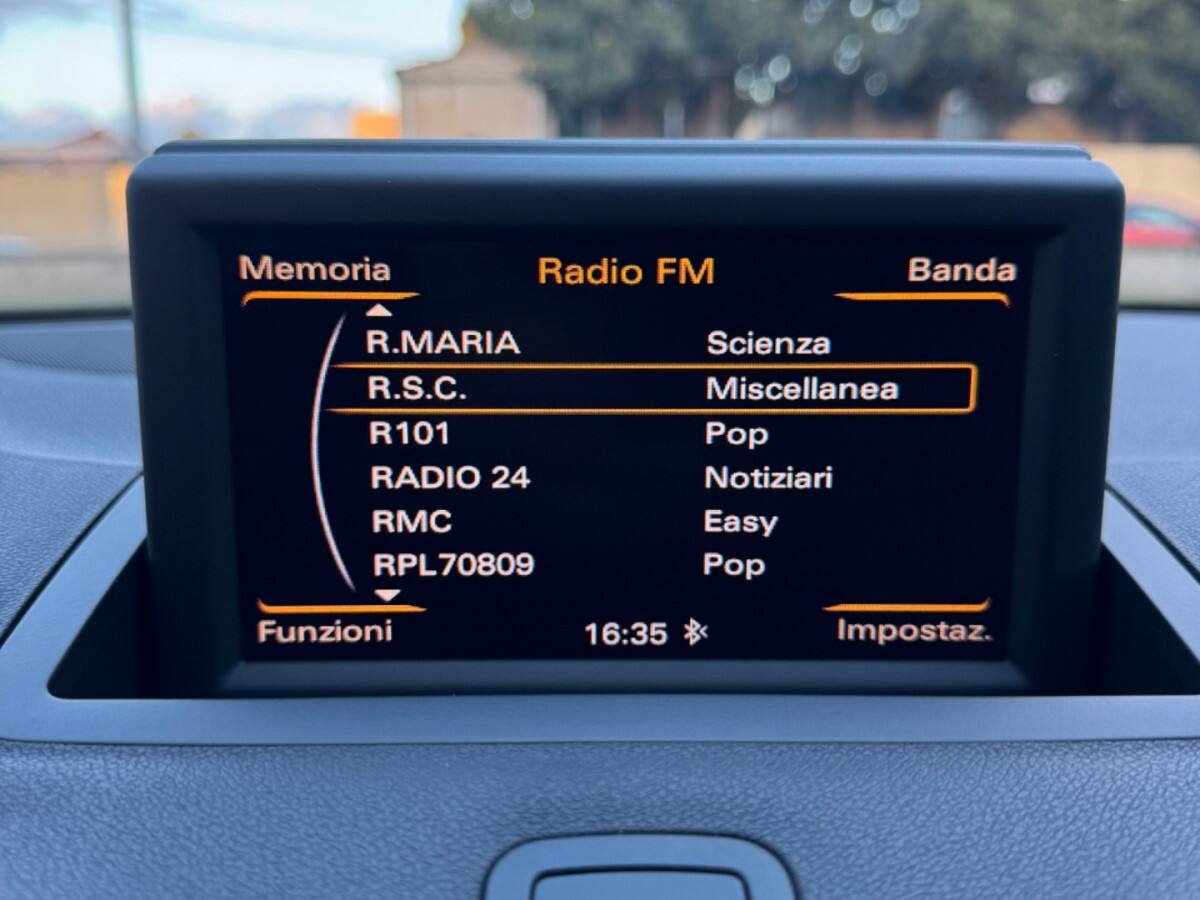 Memoria Radio FM Banda
R.MARIA Scienza
R.S.C. Miscellanea
R101 Pop
RADIO 24 Notiziari
RMC Easy
RPL70809 Pop
Funzioni 16:35 Impostaz.